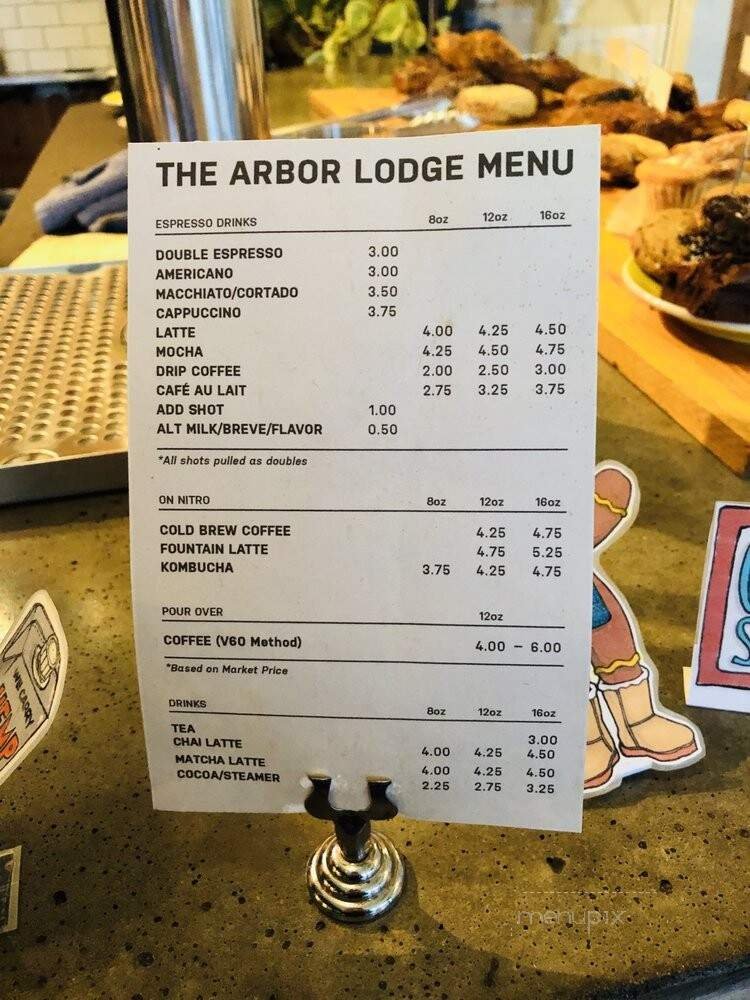 THE ARBOR LODGE MENU
ESPRESSO DRINKS 8oz 12oz 16oz
DOUBLE ESPRESSO 3.00
AMERICANO 3.00
MACCHIATO/CORTADO 3.50
CAPPUCCINO 3.75
LATTE 4.00 4.25 4.50
MOCHA 4.25 4.50 4.75
DRIP COFFEE 2.00 2.50 3.00
CAFÉ AU LAIT 2.75 3.25 3.75
ADD SHOT 1.00
ALT MILK/BREVE/FLAVOR 0.50
*All shots pulled as doubles
ON NITRO 8oz 12oz 16oz
COLD BREW COFFEE 4.25 4.75
FOUNTAIN LATTE 4.75 5.25
KOMBUCHA 3.75 4.25 4.75
POUR OVER 12oz
COFFEE (V60 Method) 4.00 – 6.00
*Based on Market Price
DRINKS 8oz 12oz 16oz
TEA 3.00
CHAI LATTE 4.00 4.25 4.50
MATCHA LATTE 4.00 4.25 4.50
COCOA/STEAMER 2.25 2.75 3.25
WE CARRY
HEMP
menupix